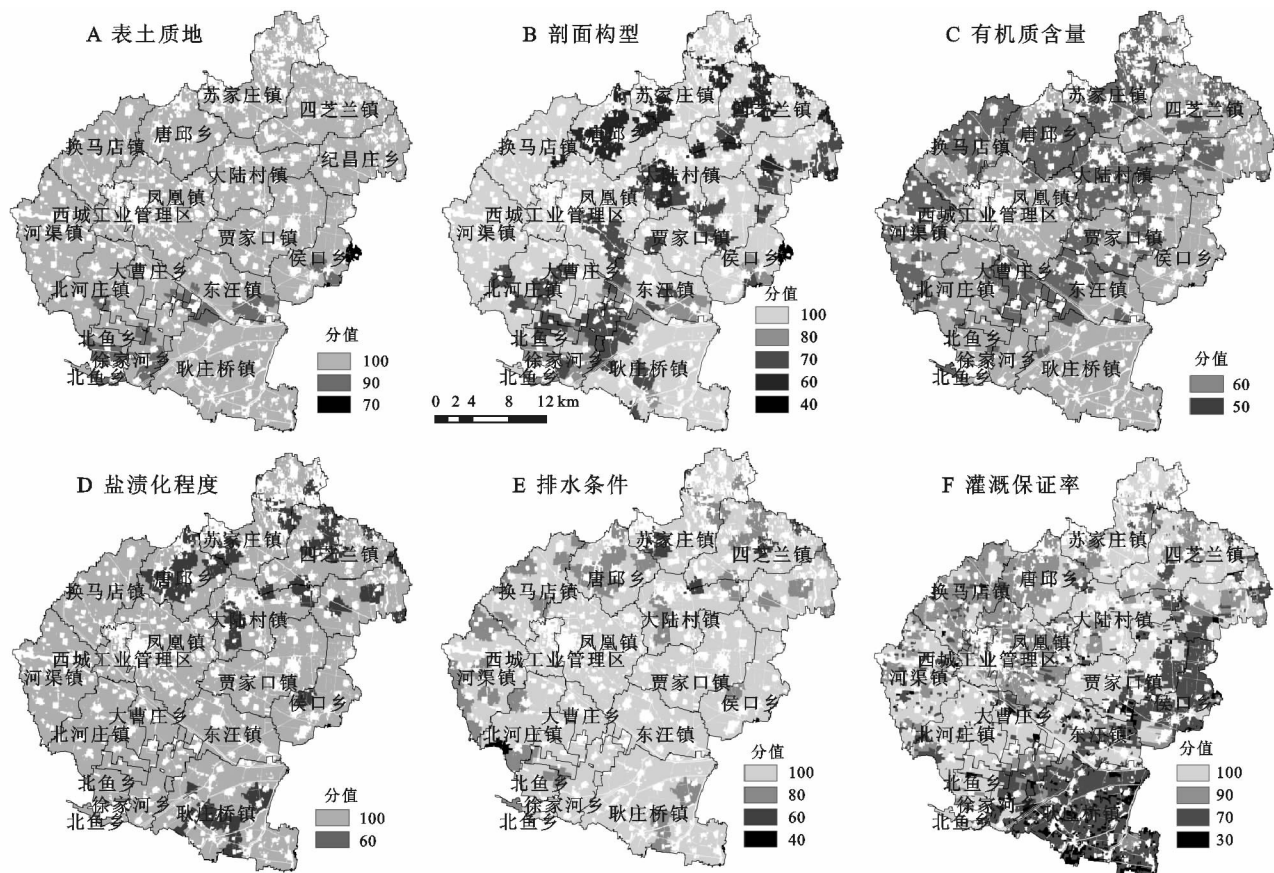 A 表土质地
苏家庄镇
四芝兰镇
唐邱乡
换马店镇
纪昌庄乡
大陆村镇
凤凰镇
西城工业管理区
河渠镇
贾家口镇
侯口乡
大曹庄乡
北河庄镇
东汪镇
北鱼乡
徐家河乡
耿庄桥镇
北鱼乡
分值
100
90
70
B 剖面构型
苏家庄镇
四芝兰镇
唐邱乡
换马店镇
大陆村镇
凤凰镇
西城工业管理区
河渠镇
贾家口镇
侯口乡
大曹庄乡
北河庄镇
东汪镇
北鱼乡
徐家河乡
耿庄桥镇
北鱼乡
分值
100
80
70
60
40
0 2 4 8 12 km
C 有机质含量
苏家庄镇
四芝兰镇
唐邱乡
换马店镇
大陆村镇
凤凰镇
西城工业管理区
河渠镇
贾家口镇
侯口乡
大曹庄乡
北河庄镇
东汪镇
北鱼乡
徐家河乡
耿庄桥镇
北鱼乡
分值
60
50
D 盐渍化程度
苏家庄镇
四芝兰镇
唐邱乡
换马店镇
大陆村镇
凤凰镇
西城工业管理区
河渠镇
贾家口镇
侯口乡
大曹庄乡
北河庄镇
东汪镇
北鱼乡
徐家河乡
耿庄桥镇
北鱼乡
分值
100
60
E 排水条件
苏家庄镇
四芝兰镇
唐邱乡
换马店镇
大陆村镇
凤凰镇
西城工业管理区
河渠镇
贾家口镇
侯口乡
大曹庄乡
北河庄镇
东汪镇
北鱼乡
徐家河乡
耿庄桥镇
北鱼乡
分值
100
80
60
40
F 灌溉保证率
苏家庄镇
四芝兰镇
唐邱乡
换马店镇
大陆村镇
凤凰镇
西城工业管理区
河渠镇
贾家口镇
侯口乡
大曹庄乡
北河庄镇
东汪镇
北鱼乡
徐家河乡
耿庄桥镇
北鱼乡
分值
100
90
70
30